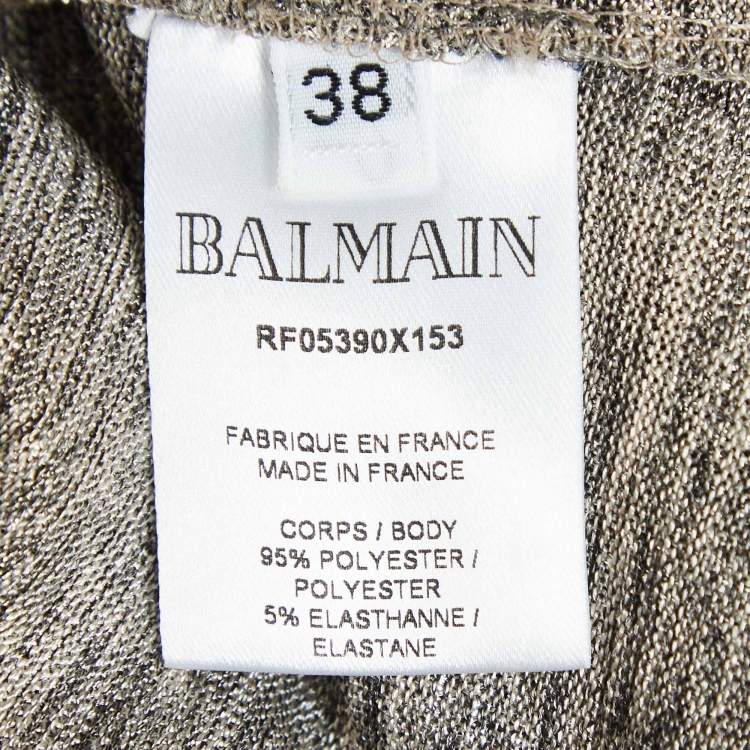 38
BALMAIN
RF05390X153
FABRIQUE EN FRANCE
MADE IN FRANCE
CORPS / BODY
95% POLYESTER /
POLYESTER
5% ELASTHANNE /
ELASTANE